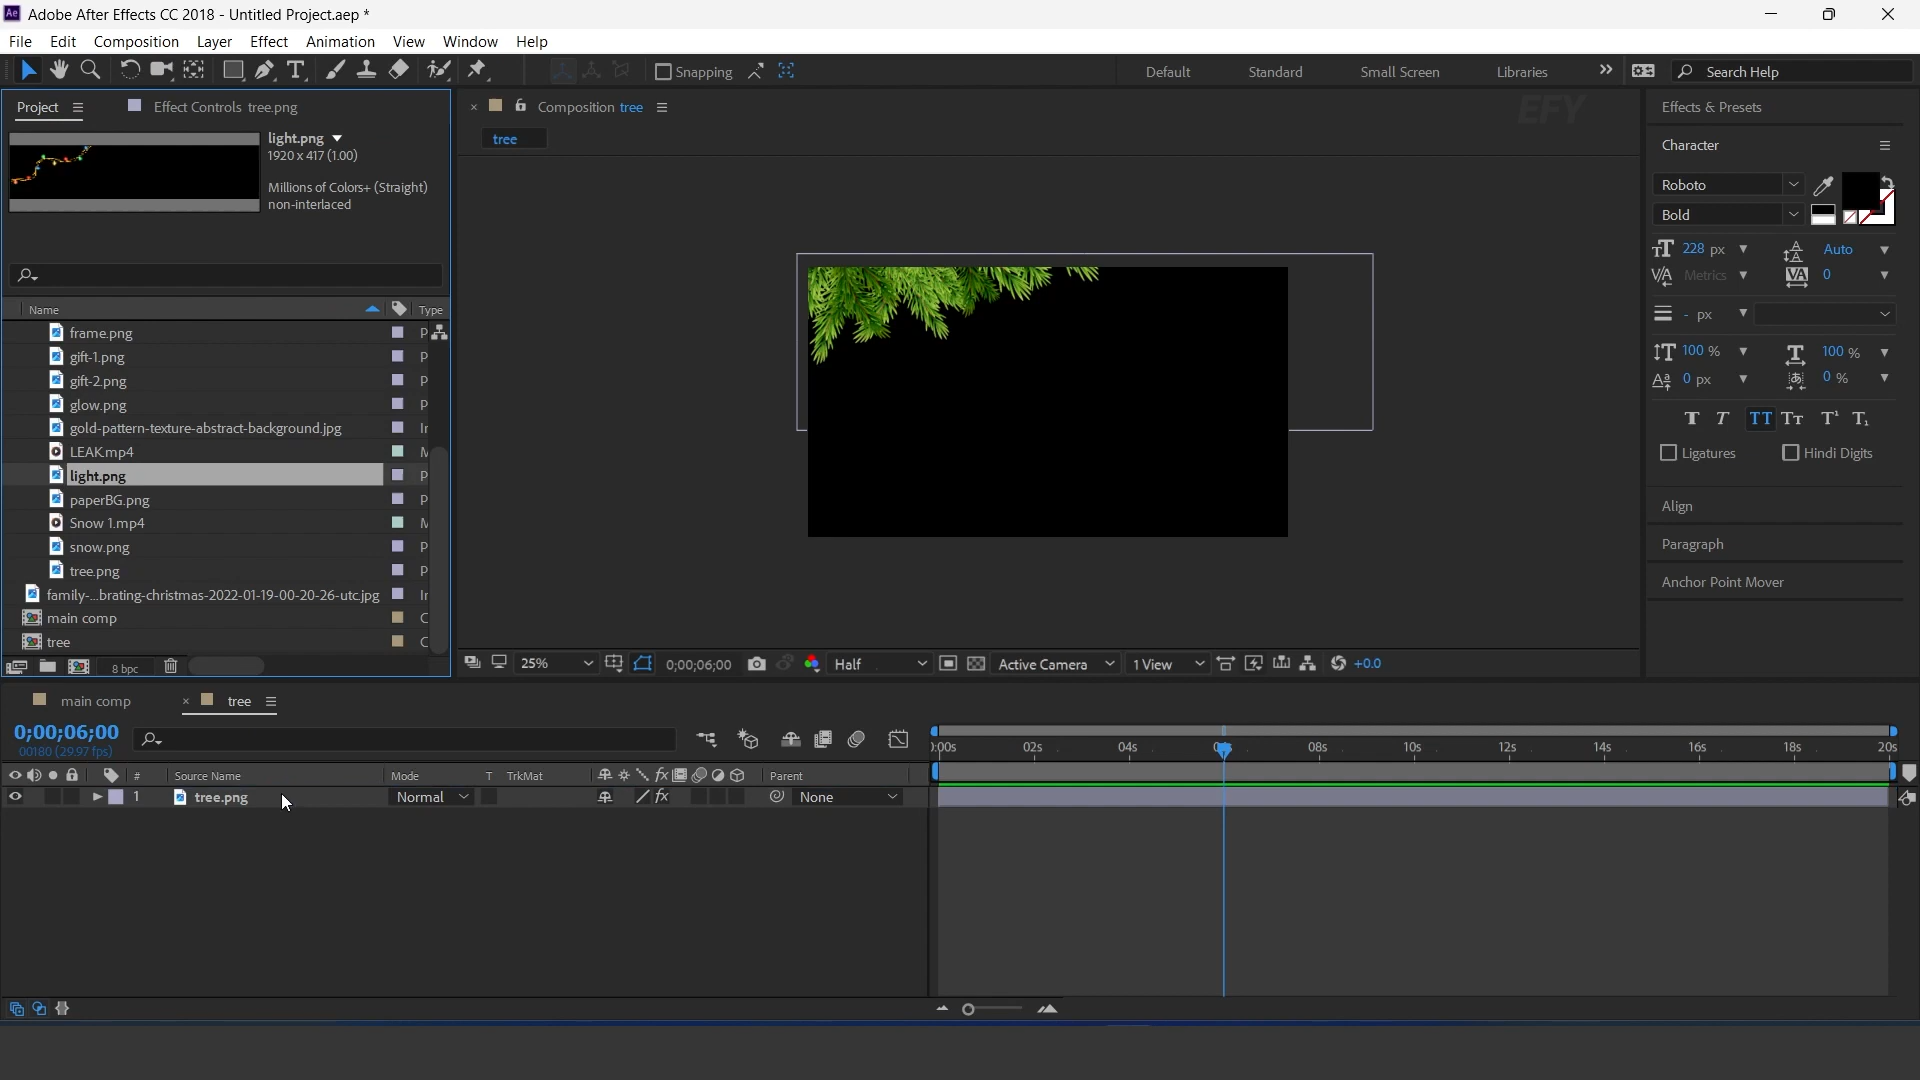 Adobe After Effects CC 2018 - Untitled Project.aep *
File Edit Composition Layer Effect Animation View Window Help
Snapping Default Standard Small Screen Libraries Search Help
Project Effect Controls tree.png
light.png
1920 x 417 (1.00)
Millions of Colors+ (Straight)
non-interlaced
Name Type
frame.png P
gift-1.png P
gift-2.png P
glow.png P
gold-pattern-texture-abstract-background.jpg
LEAK.mp4
light.png P
paperBG.png P
Snow 1.mp4
snow.png P
tree.png P
family-...brating-christmas-2022-01-19-00-20-26-utc.jpg
main comp C
tree C
8 bpc
Composition tree
EFY
tree
25% 0;00;06;00 Half Active Camera 1 View +0.0
Effects & Presets
Character
Roboto
Bold
228 px Auto
Metrics 0
- px
100 % 100 %
0 px 0 %
T T TT Tт T¹ T₁
Ligatures Hindi Digits
Align
Paragraph
Anchor Point Mover
main comp tree
0;00;06;00
00180 (29.97 fps)
# Source Name Mode T TrkMat Parent
1 tree.png Normal None
):00s 02s 04s 08s 10s 12s 14s 16s 18s 20s